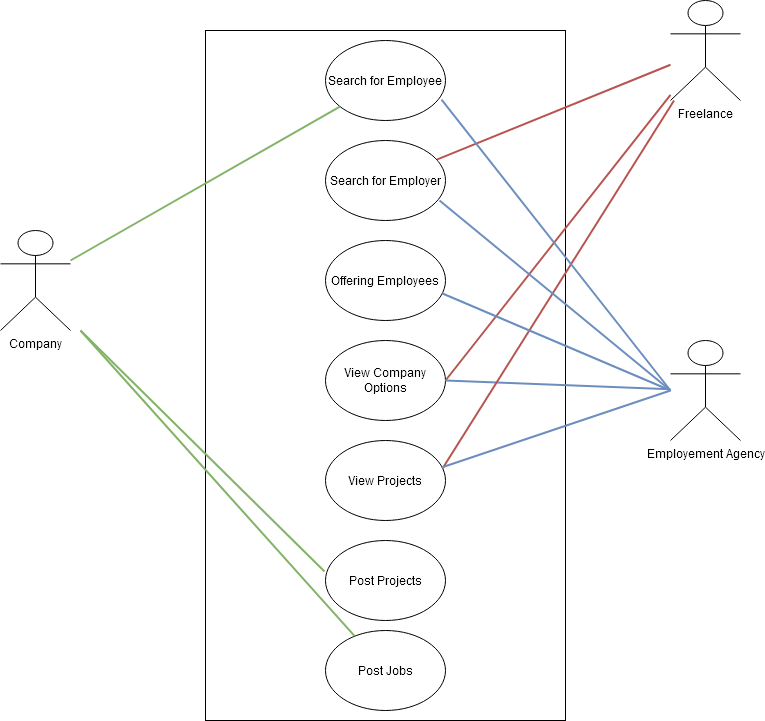 Search for Employee
Freelance
Search for Employer
Offering Employees
Company
View Company
Options
Employement Agency
View Projects
Post Projects
Post Jobs